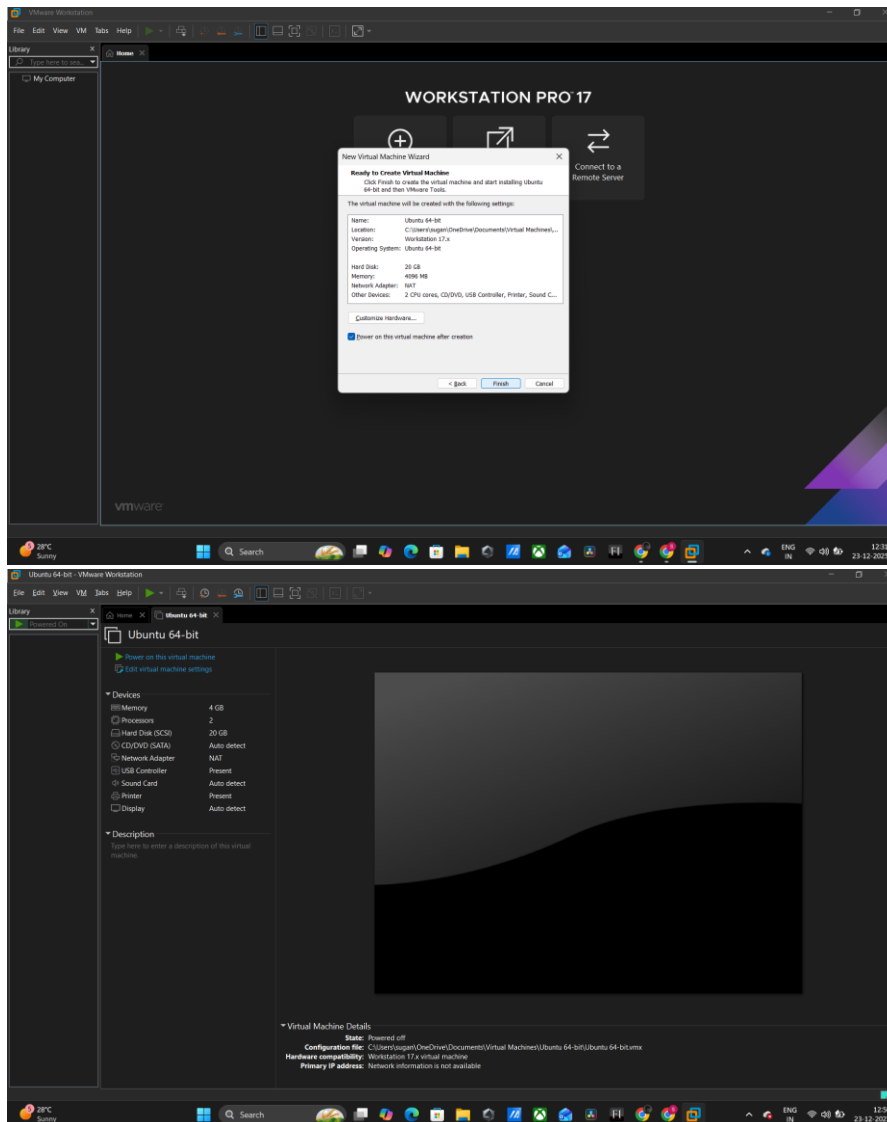 VMware Workstation
File Edit View VM Tabs Help
Library X
Home X
Type here to sea...
My Computer
WORKSTATION PRO 17
Connect to a
Remote Server
New Virtual Machine Wizard
Ready to Create Virtual Machine
Click Finish to create the virtual machine and start installing Ubuntu
64-bit and then VMware Tools.
The virtual machine will be created with the following settings:
Name: Ubuntu 64-bit
Location: C:\Users\sugan\OneDrive\Documents\Virtual Machines\...
Version: Workstation 17.x
Operating System: Ubuntu 64-bit
Hard Disk: 20 GB
Memory: 4096 MB
Network Adapter: NAT
Other Devices: 2 CPU cores, CD/DVD, USB Controller, Printer, Sound C...
Customize Hardware...
Power on this virtual machine after creation
< Back Finish Cancel
vmware
28°C
Sunny
Search
ENG
IN
12:31
23-12-2025
Ubuntu 64-bit - VMware Workstation
File Edit View VM Tabs Help
Library X
Home X Ubuntu 64-bit X
Powered On
Ubuntu 64-bit
Power on this virtual machine
Edit virtual machine settings
Devices
Memory 4 GB
Processors 2
Hard Disk (SCSI) 20 GB
CD/DVD (SATA) Auto detect
Network Adapter NAT
USB Controller Present
Sound Card Auto detect
Printer Present
Display Auto detect
Description
Type here to enter a description of this virtual
machine.
Virtual Machine Details
State: Powered off
Configuration file: C:\Users\sugan\OneDrive\Documents\Virtual Machines\Ubuntu 64-bit\Ubuntu 64-bit.vmx
Hardware compatibility: Workstation 17.x virtual machine
Primary IP address: Network information is not available
28°C
Sunny
Search
ENG
IN
12:5
23-12-202